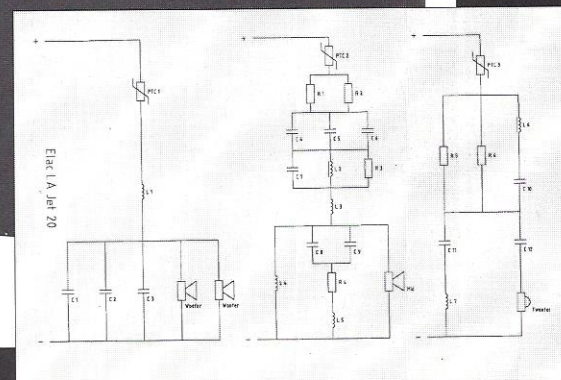 +
PTC1
L1
C1
C2
C3
Woofer
Woofer
-
Elac LA Jet 20
+
PTC2
R1
R2
C4
C5
C6
C7
L2
R3
L3
L4
C8
C9
R4
L5
MW
-
+
PTC3
R5
R6
L6
C10
C11
C12
L7
Tweeter
-